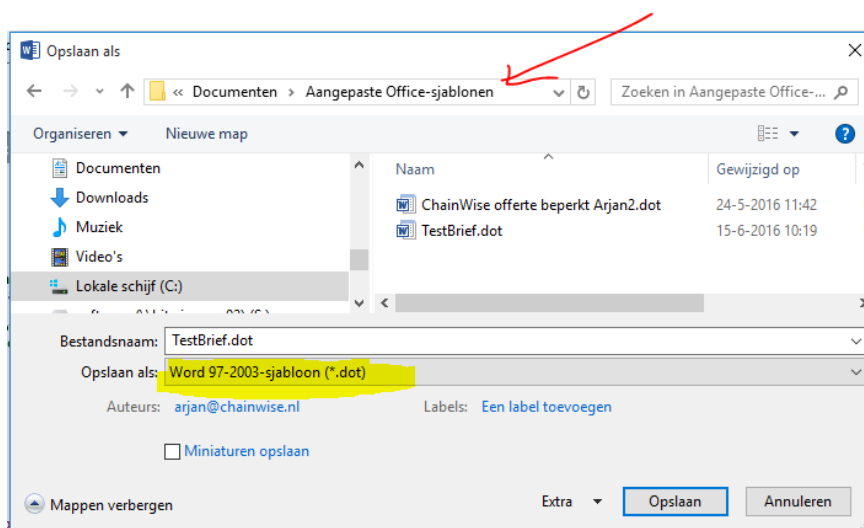 Opslaan als
« Documenten > Aangepaste Office-sjablonen
Zoeken in Aangepaste Office-...
Organiseren
Nieuwe map
Documenten
Downloads
Muziek
Video's
Lokale schijf (C:)
Naam
Gewijzigd op
ChainWise offerte beperkt Arjan2.dot
24-5-2016 11:42
TestBrief.dot
15-6-2016 10:19
Bestandsnaam: TestBrief.dot
Opslaan als: Word 97-2003-sjabloon (*.dot)
Auteurs: arjan@chainwise.nl
Labels: Een label toevoegen
Miniaturen opslaan
Mappen verbergen
Extra
Opslaan
Annuleren